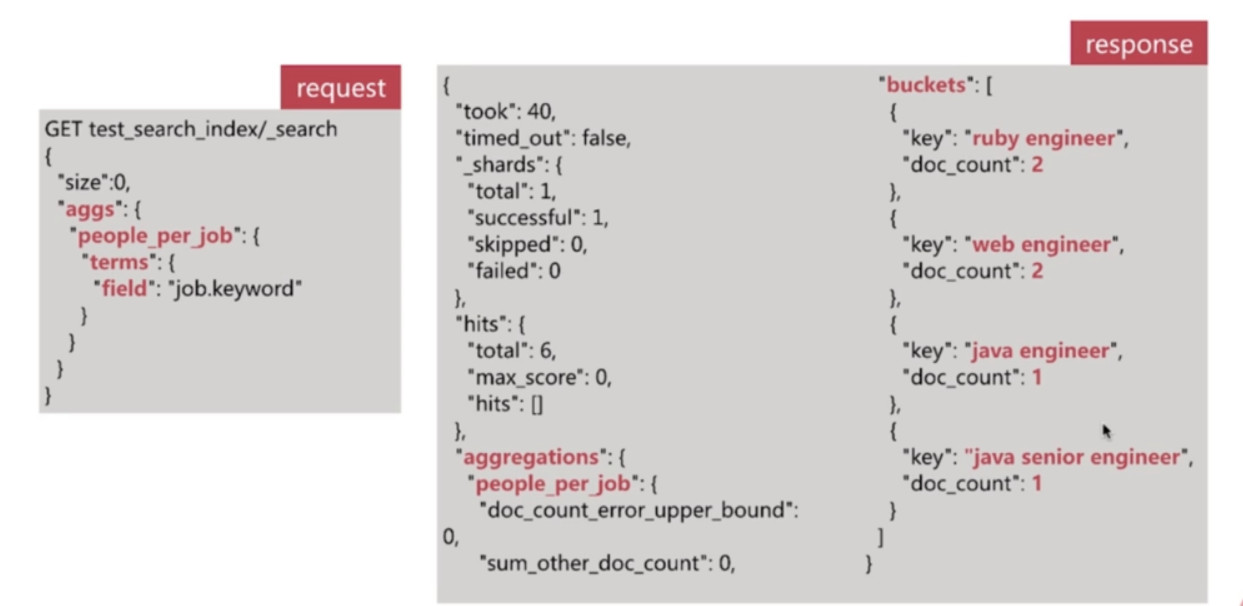 request
GET test_search_index/_search
{
"size":0,
"aggs": {
"people_per_job": {
"terms": {
"field": "job.keyword"
}
}
}
}
response
{
"took": 40,
"timed_out": false,
"_shards": {
"total": 1,
"successful": 1,
"skipped": 0,
"failed": 0
},
"hits": {
"total": 6,
"max_score": 0,
"hits": []
},
"aggregations": {
"people_per_job": {
"doc_count_error_upper_bound":
0,
"sum_other_doc_count": 0,
"buckets": [
{
"key": "ruby engineer",
"doc_count": 2
},
{
"key": "web engineer",
"doc_count": 2
},
{
"key": "java engineer",
"doc_count": 1
},
{
"key": "java senior engineer",
"doc_count": 1
}
]
}